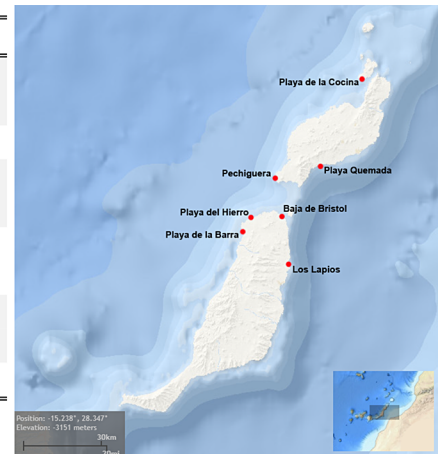 Playa de la Cocina
Pechiguera
Playa Quemada
Playa del Hierro
Baja de Bristol
Playa de la Barra
Los Lapios
Position: -15.238°, 28.347°
Elevation: -3151 meters
30km
20mi